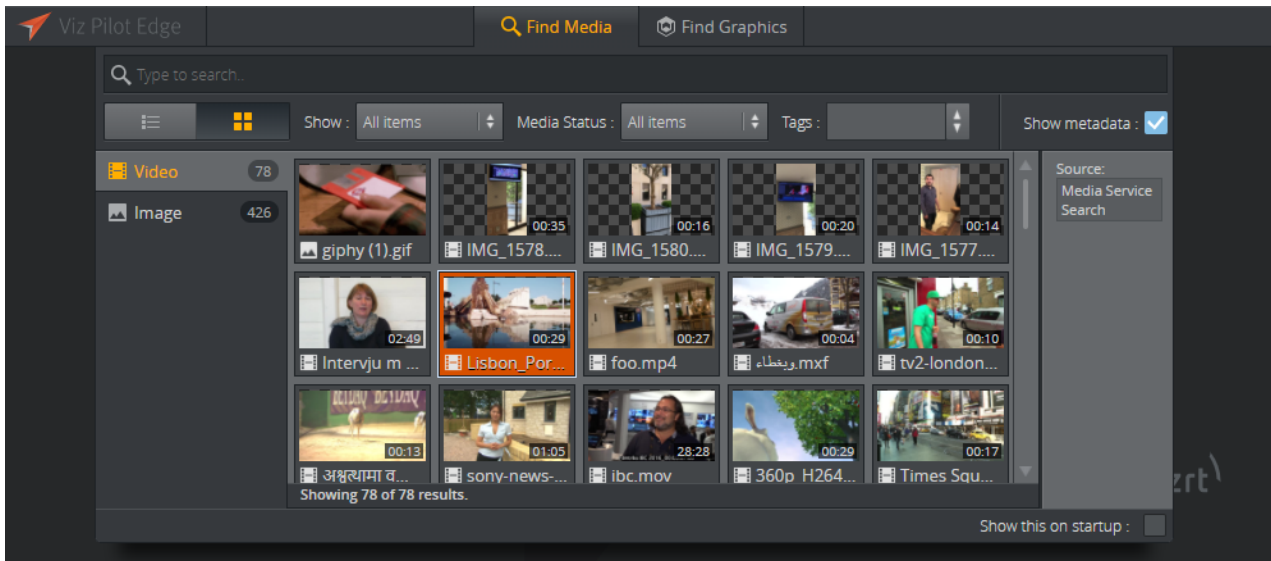 Viz Pilot Edge
Find Media
Find Graphics
Type to search..
Show : All items
Media Status : All items
Tags :
Show metadata :
Video 78
Image 426
giphy (1).gif
00:35
IMG_1578....
00:16
IMG_1580....
00:20
IMG_1579....
00:14
IMG_1577....
02:49
Intervju m ...
00:29
Lisbon_Por...
00:27
foo.mp4
00:04
وبغطاء.mxf
00:10
tv2-london...
BETDAQ BETDAQ
00:13
अश्वत्थामा व...
01:05
sony-news-...
28:28
ibc.mov
00:29
360p_H264...
00:17
Times Squ...
Source:
Media Service
Search
Showing 78 of 78 results.
zrt
Show this on startup :